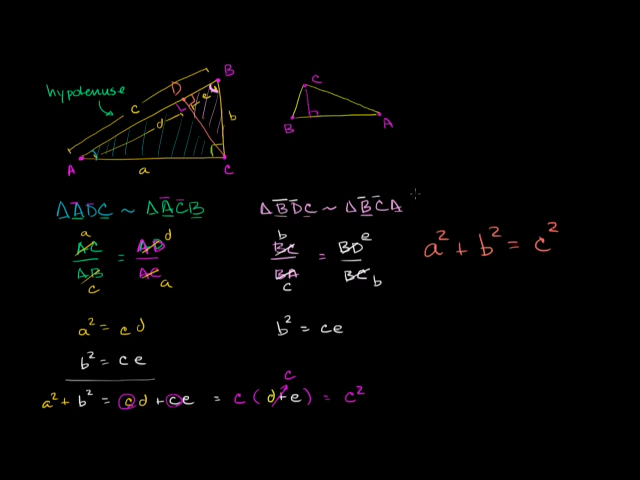 B
D
hypotenuse
c
e
b
d
A
a
C
C
B
A
ΔADC ~ ΔACB
ΔBDC ~ ΔBCA
a d
AC/AB = AD/AC
c a
b e
BC/BA = BD/BC
c b
a² + b² = c²
a² = cd
b² = ce
b² = ce
c
a² + b² = cd + ce = c(d+e) = c²